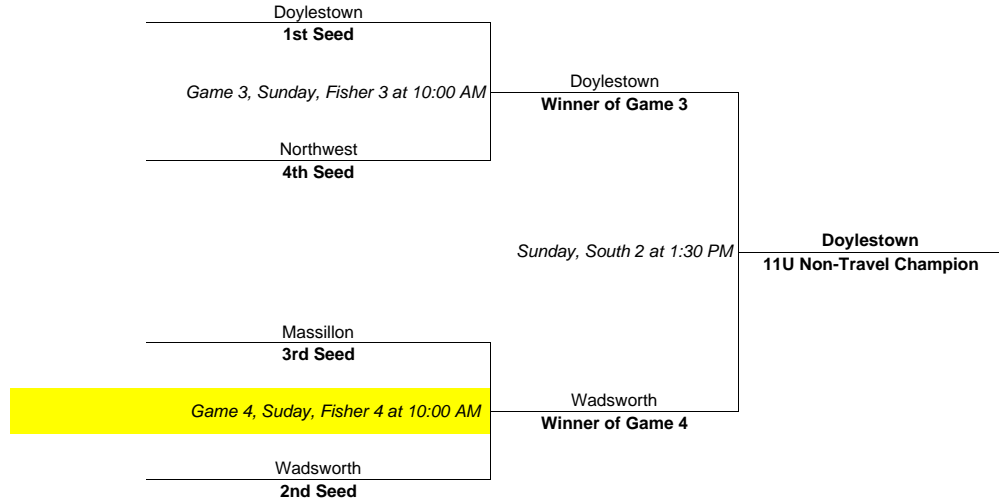 Doylestown
1st Seed
Game 3, Sunday, Fisher 3 at 10:00 AM
Doylestown
Winner of Game 3
Northwest
4th Seed
Sunday, South 2 at 1:30 PM
Doylestown
11U Non-Travel Champion
Massillon
3rd Seed
Game 4, Suday, Fisher 4 at 10:00 AM
Wadsworth
Winner of Game 4
Wadsworth
2nd Seed